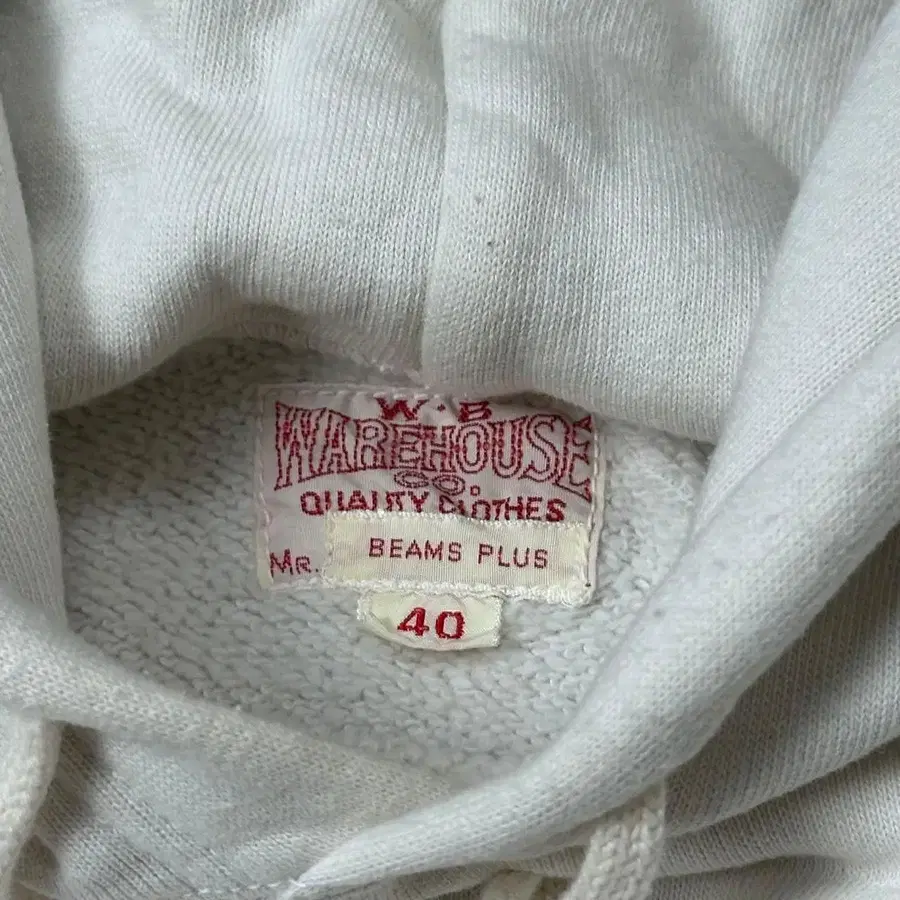 W·B
WAREHOUSE
CO.
QUALITY CLOTHES
MR. BEAMS PLUS
40